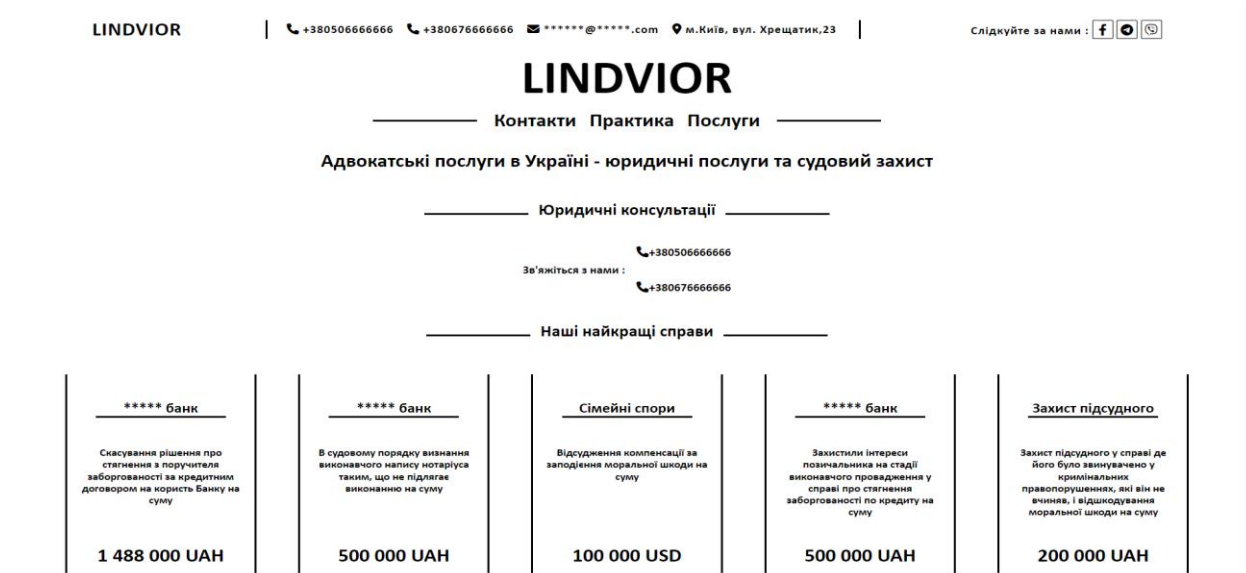 LINDVIOR
+380506666666 +380676666666 ******@*****.com м.Київ, вул. Хрещатик,23
Слідкуйте за нами :
LINDVIOR
Контакти Практика Послуги
Адвокатські послуги в Україні - юридичні послуги та судовий захист
Юридичні консультації
+380506666666
Зв'яжіться з нами :
+380676666666
Наші найкращі справи
***** банк
Скасування рішення про
стягнення з поручителя
заборгованості за кредитним
договором на користь Банку на
суму
1 488 000 UAH
***** банк
В судовому порядку визнання
виконавчого напису нотаріуса
таким, що не підлягає
виконанню на суму
500 000 UAH
Сімейні спори
Відсудження компенсації за
заподіяння моральної шкоди на
суму
100 000 USD
***** банк
Захистили інтереси
позичальника на стадії
виконавчого провадження у
справі про стягнення
заборгованості по кредиту на
суму
500 000 UAH
Захист підсудного
Захист підсудного у справі де
його було звинувачено у
кримінальних
правопорушеннях, які він не
вчиняв, і відшкодування
моральної шкоди на суму
200 000 UAH